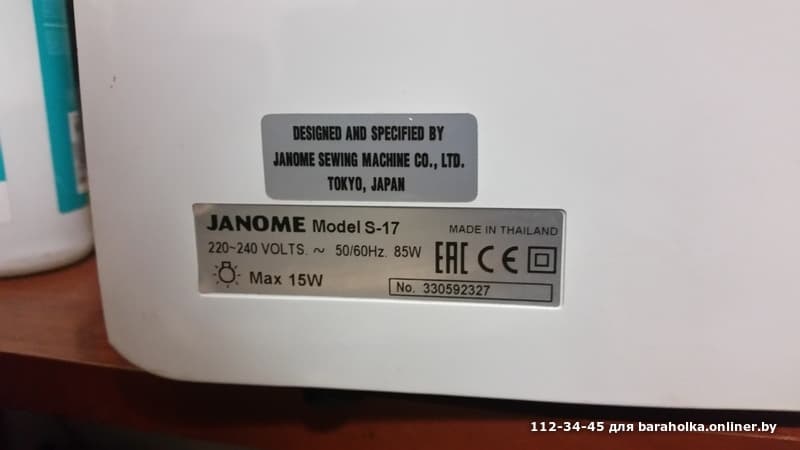 DESIGNED AND SPECIFIED BY
JANOME SEWING MACHINE CO., LTD.
TOKYO, JAPAN
JANOME Model S-17
MADE IN THAILAND
220~240 VOLTS. ~ 50/60Hz. 85W
EAC CE
Max 15W
No. 330592327
112-34-45 для baraholka.onliner.by